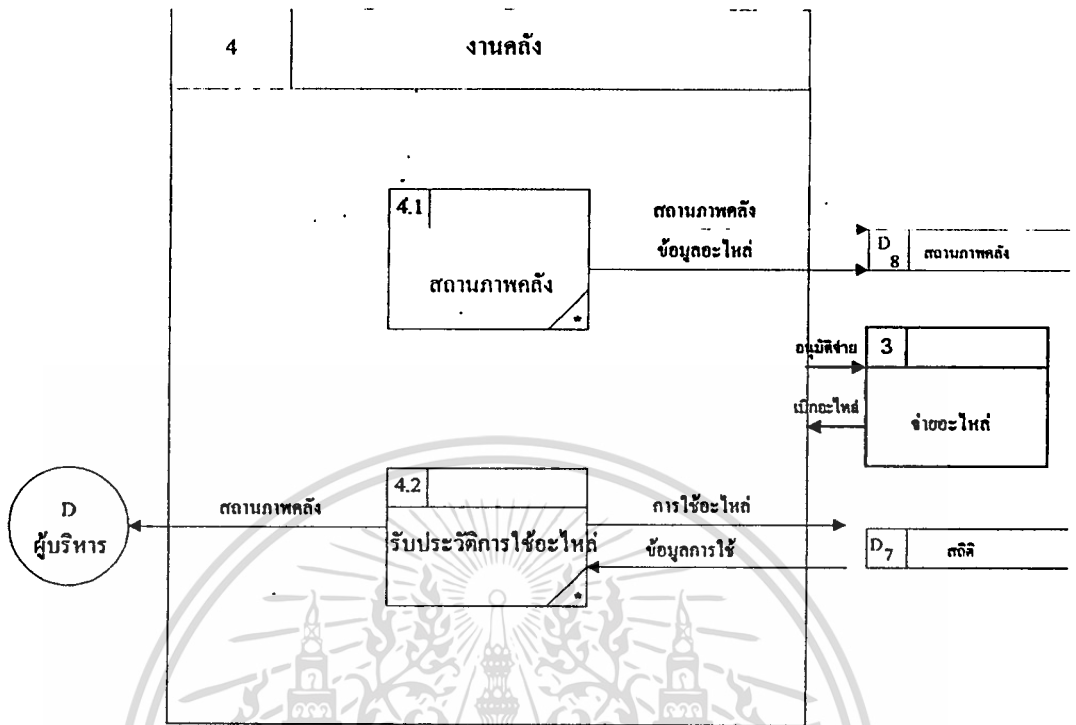 4 งานคลัง
4.1
สถานภาพคลัง
สถานภาพคลัง
ข้อมูลอะไหล่
D8 สถานภาพคลัง
อนุมัติจ่าย
3
เบิกอะไหล่
จ่ายอะไหล่
D
ผู้บริหาร
สถานภาพคลัง
4.2
รับประวัติการใช้อะไหล่
*
*
การใช้อะไหล่
ข้อมูลการใช้
D7 สถิติ